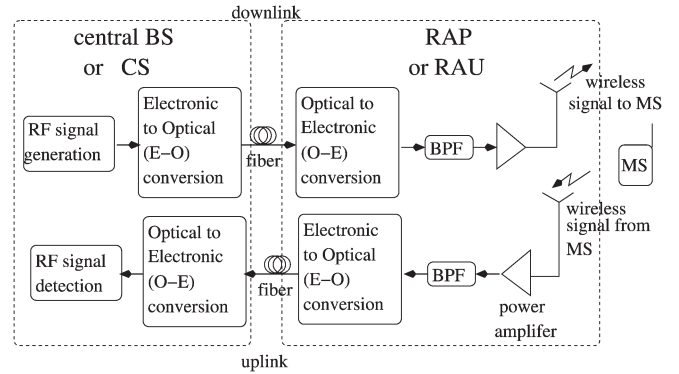 downlink
central BS
or CS
RAP
or RAU
RF signal
generation
Electronic
to Optical
(E–O)
conversion
fiber
Optical to
Electronic
(O–E)
conversion
BPF
wireless
signal to MS
MS
RF signal
detection
Optical to
Electronic
(O–E)
conversion
fiber
Electronic
to Optical
(E–O)
conversion
BPF
power
amplifer
wireless
signal from
MS
uplink